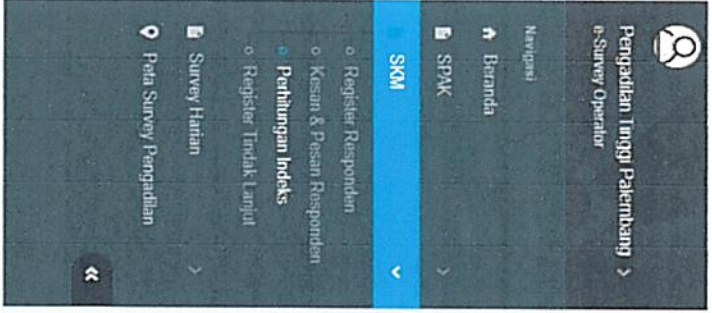 Pengadilan Tinggi Palembang
e-Survey Operator
Navigasi
Beranda
SPAK
SKM
Register Responden
Kesan & Pesan Responden
Perhitungan Indeks
Register Tindak Lanjut
Survey Harian
Peta Survey Pengadilan